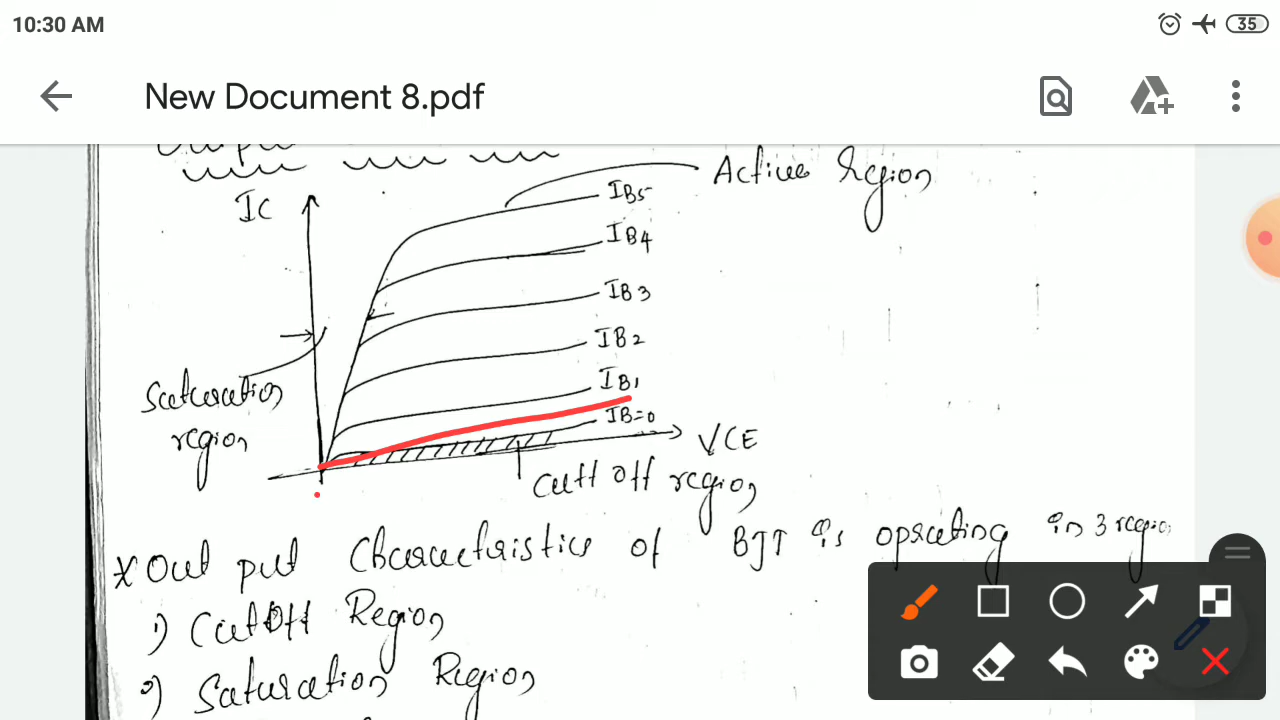 10:30 AM
35
New Document 8.pdf
Active Region
IC
IB5
IB4
IB3
IB2
IB1
IB=0
Saturation
region
VCE
Cutt off region
* Out put Characteristics of BJT is operating in 3 regio
1) Cutoff Region
2) Saturation Region